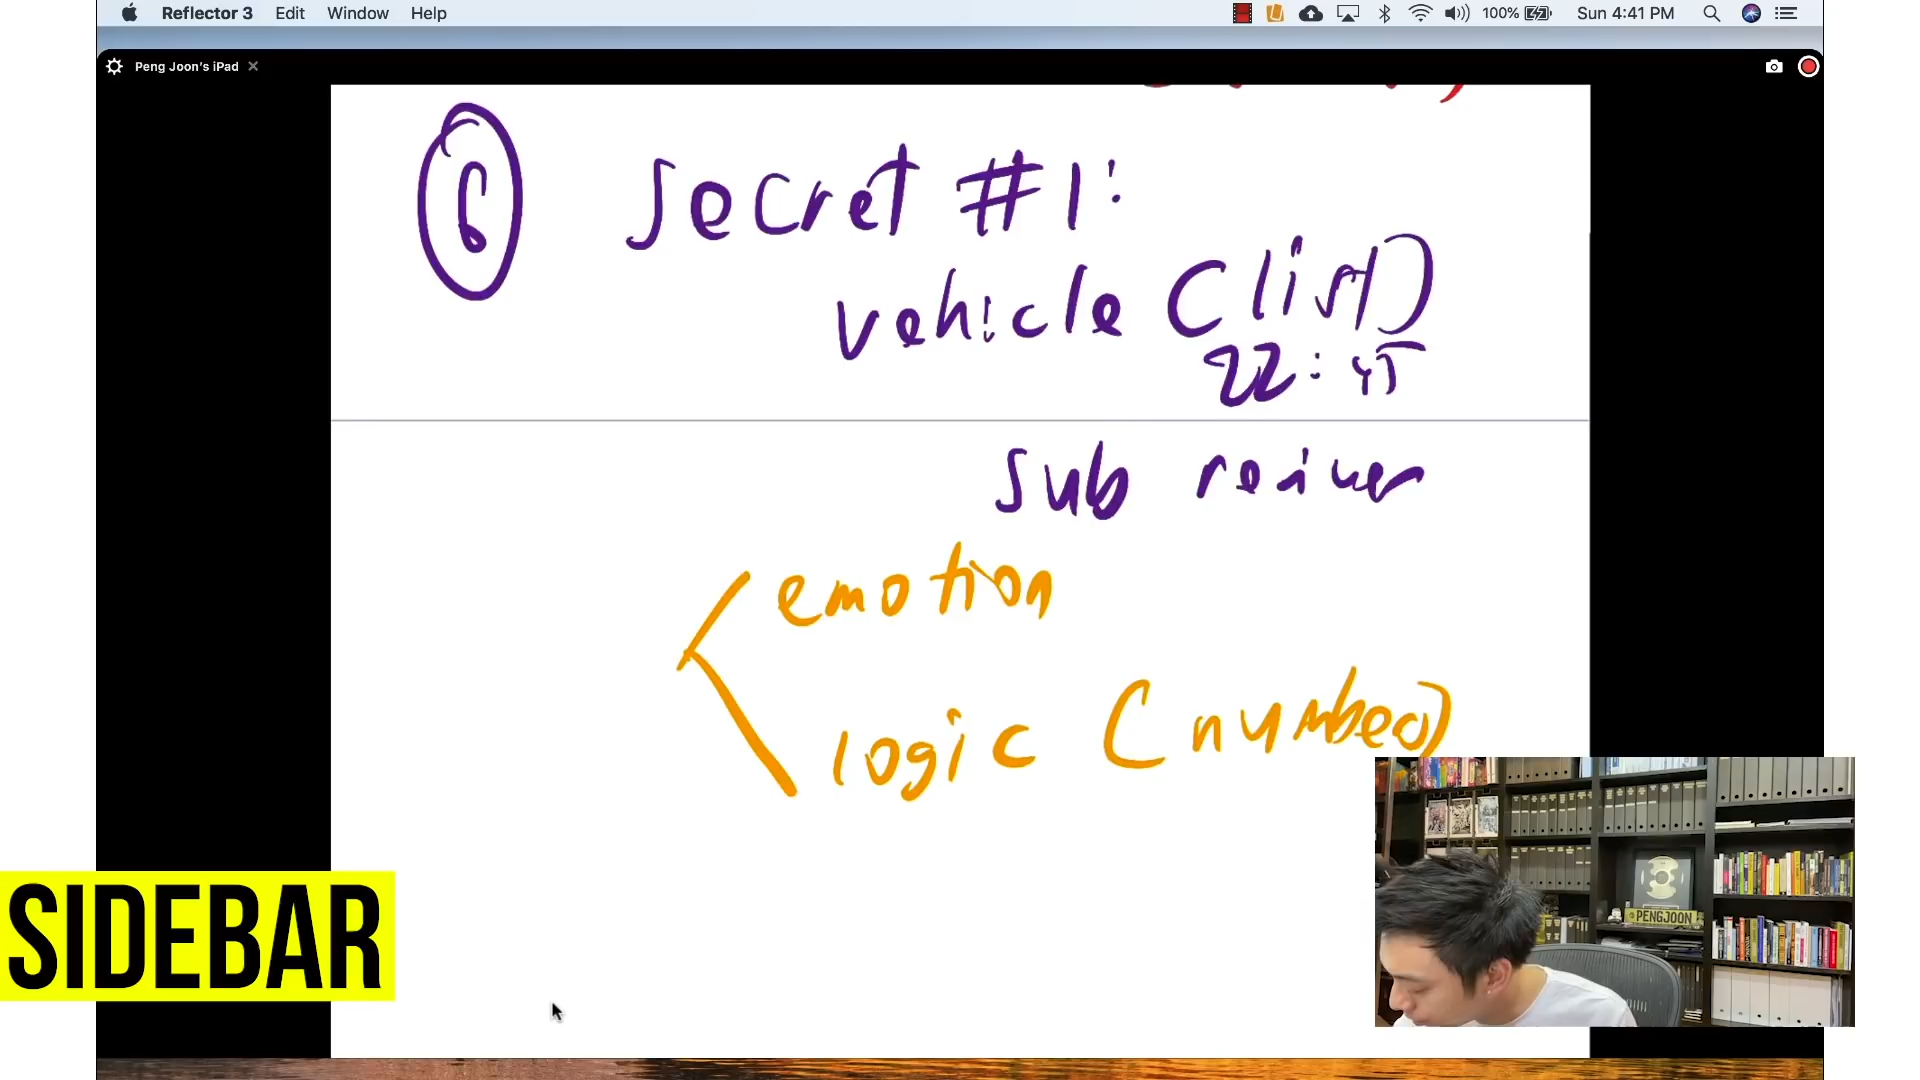 Reflector 3 Edit Window Help 100% Sun 4:41 PM
Peng Joon's iPad
6 Secret #1:
vehicle (list)
22:45
sub
emotion
logic (number)
SIDEBAR
PENGJOON